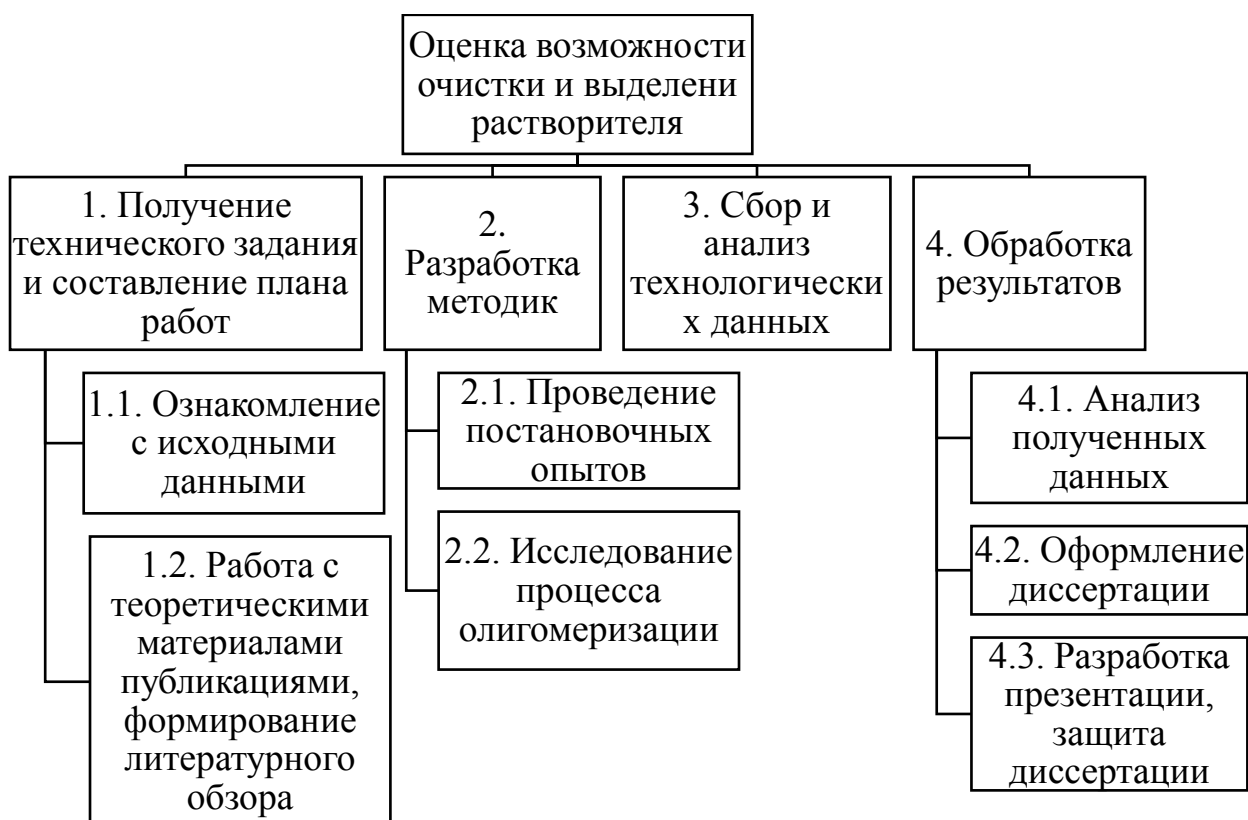 Оценка возможности
очистки и выделени
растворителя
1. Получение
технического задания
и составление плана
работ
2.
Разработка
методик
3. Сбор и
анализ
технологически
х данных
4. Обработка
результатов
1.1. Ознакомление
с исходными
данными
1.2. Работа с
теоретическими
материалами
публикациями,
формирование
литературного
обзора
2.1. Проведение
постановочных
опытов
2.2. Исследование
процесса
олигомеризации
4.1. Анализ
полученных
данных
4.2. Оформление
диссертации
4.3. Разработка
презентации,
защита
диссертации